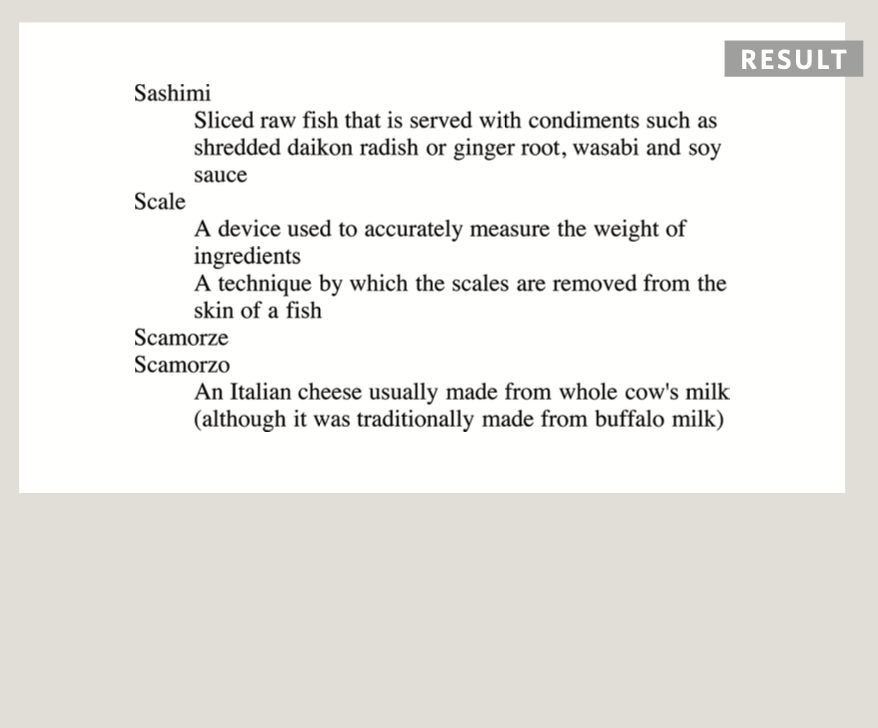 RESULT
Sashimi
Sliced raw fish that is served with condiments such as
shredded daikon radish or ginger root, wasabi and soy
sauce
Scale
A device used to accurately measure the weight of
ingredients
A technique by which the scales are removed from the
skin of a fish
Scamorze
Scamorzo
An Italian cheese usually made from whole cow's milk
(although it was traditionally made from buffalo milk)